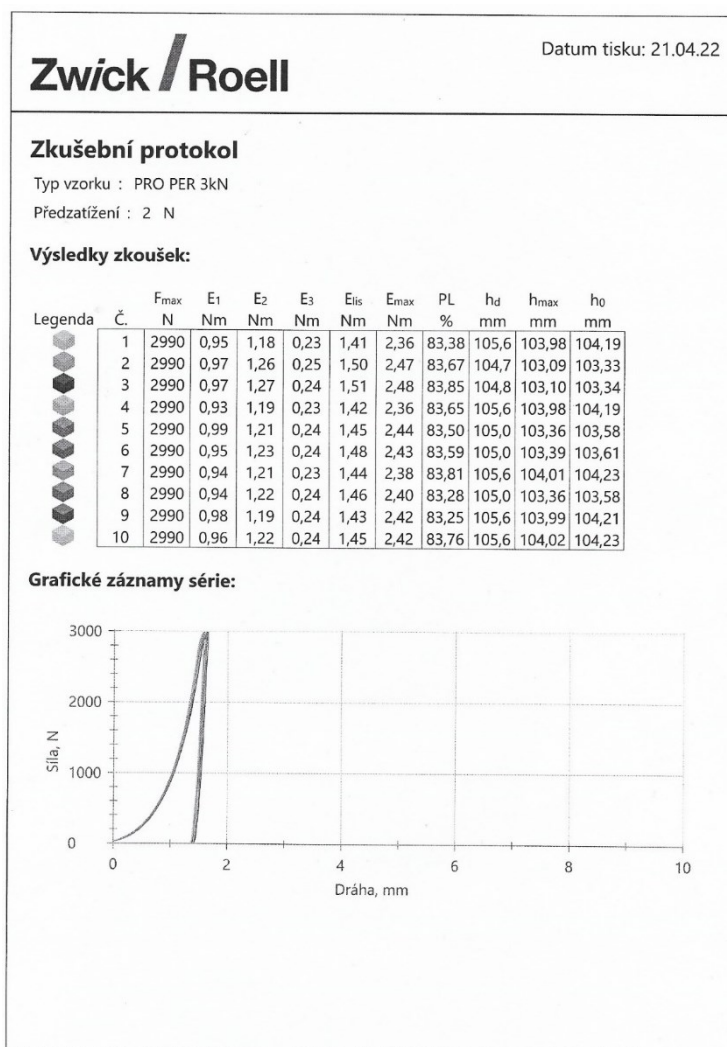 Zwick / Roell
Datum tisku: 21.04.22
Zkušební protokol
Typ vzorku : PRO PER 3kN
Předzatížení : 2 N
Výsledky zkoušek:
Fmax E1 E2 E3 Elis Emax PL hd hmax h0
Legenda Č. N Nm Nm Nm Nm Nm % mm mm mm
1 2990 0,95 1,18 0,23 1,41 2,36 83,38 105,6 103,98 104,19
2 2990 0,97 1,26 0,25 1,50 2,47 83,67 104,7 103,09 103,33
3 2990 0,97 1,27 0,24 1,51 2,48 83,85 104,8 103,10 103,34
4 2990 0,93 1,19 0,23 1,42 2,36 83,65 105,6 103,98 104,19
5 2990 0,99 1,21 0,24 1,45 2,44 83,50 105,0 103,36 103,58
6 2990 0,95 1,23 0,24 1,48 2,43 83,59 105,0 103,39 103,61
7 2990 0,94 1,21 0,23 1,44 2,38 83,81 105,6 104,01 104,23
8 2990 0,94 1,22 0,24 1,46 2,40 83,28 105,0 103,36 103,58
9 2990 0,98 1,19 0,24 1,43 2,42 83,25 105,6 103,99 104,21
10 2990 0,96 1,22 0,24 1,45 2,42 83,76 105,6 104,02 104,23
Grafické záznamy série:
3000
2000
1000
0
Síla, N
0 2 4 6 8 10
Dráha, mm